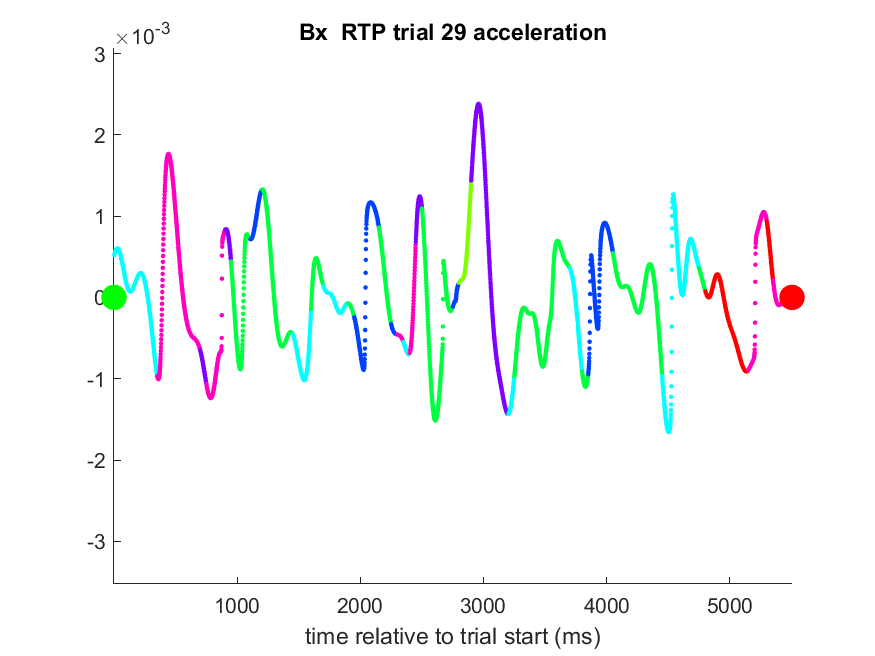 Bx  RTP trial 29 acceleration
×10-3
3
2
1
0
-1
-2
-3
1000 2000 3000 4000 5000
time relative to trial start (ms)